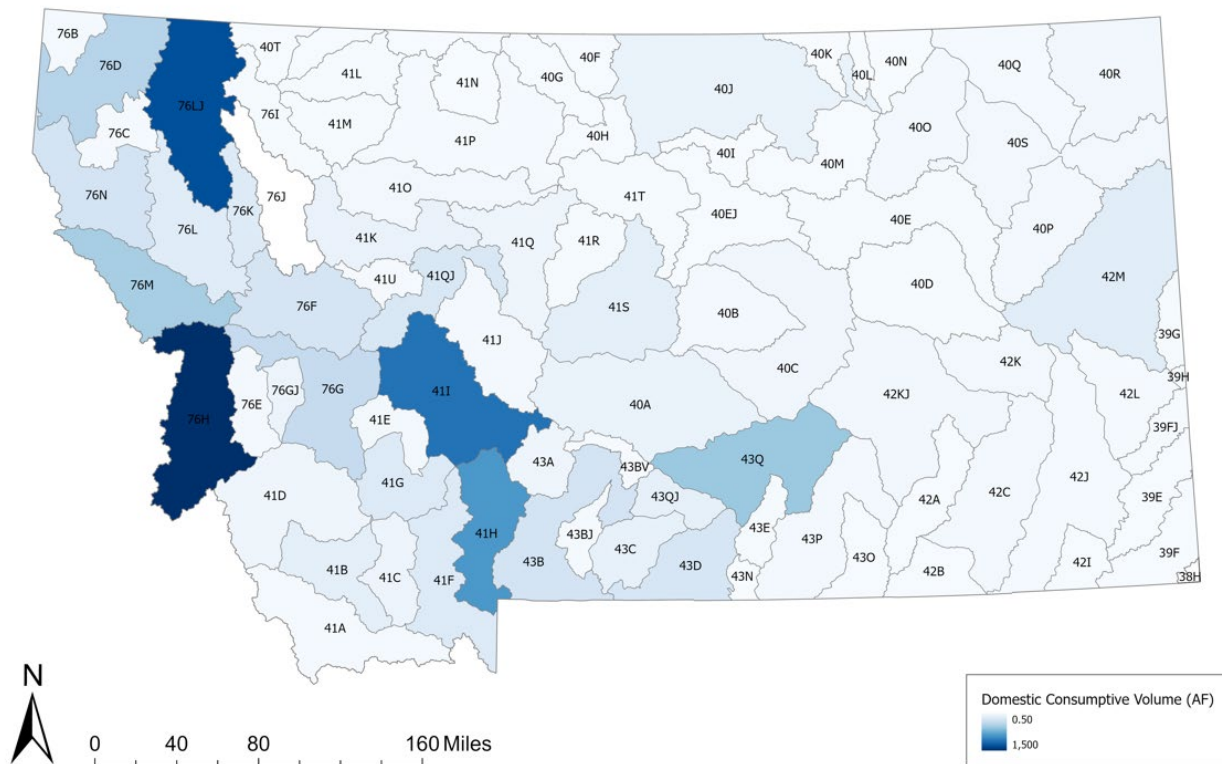 76B
76D
76LJ
40T
41L
41N
40G
40F
40J
40K
40L
40N
40Q
40R
76C
76I
41M
41P
40H
40I
40M
40O
40S
76N
76L
76K
76J
41O
41K
41T
40EJ
40E
40P
76M
76F
41U
41QJ
41Q
41R
41S
40B
40D
42M
39G
76H
76E
76GJ
76G
41I
41J
41E
40A
40C
42KJ
42K
42L
39H
39FJ
41D
41G
41H
43A
43BV
43QJ
43Q
43E
43P
43O
42A
42C
42J
39E
39F
38H
41B
41C
41F
41A
43B
43BJ
43C
43D
43N
42B
42I
N
0 40 80 160 Miles
Domestic Consumptive Volume (AF)
0.50
1,500